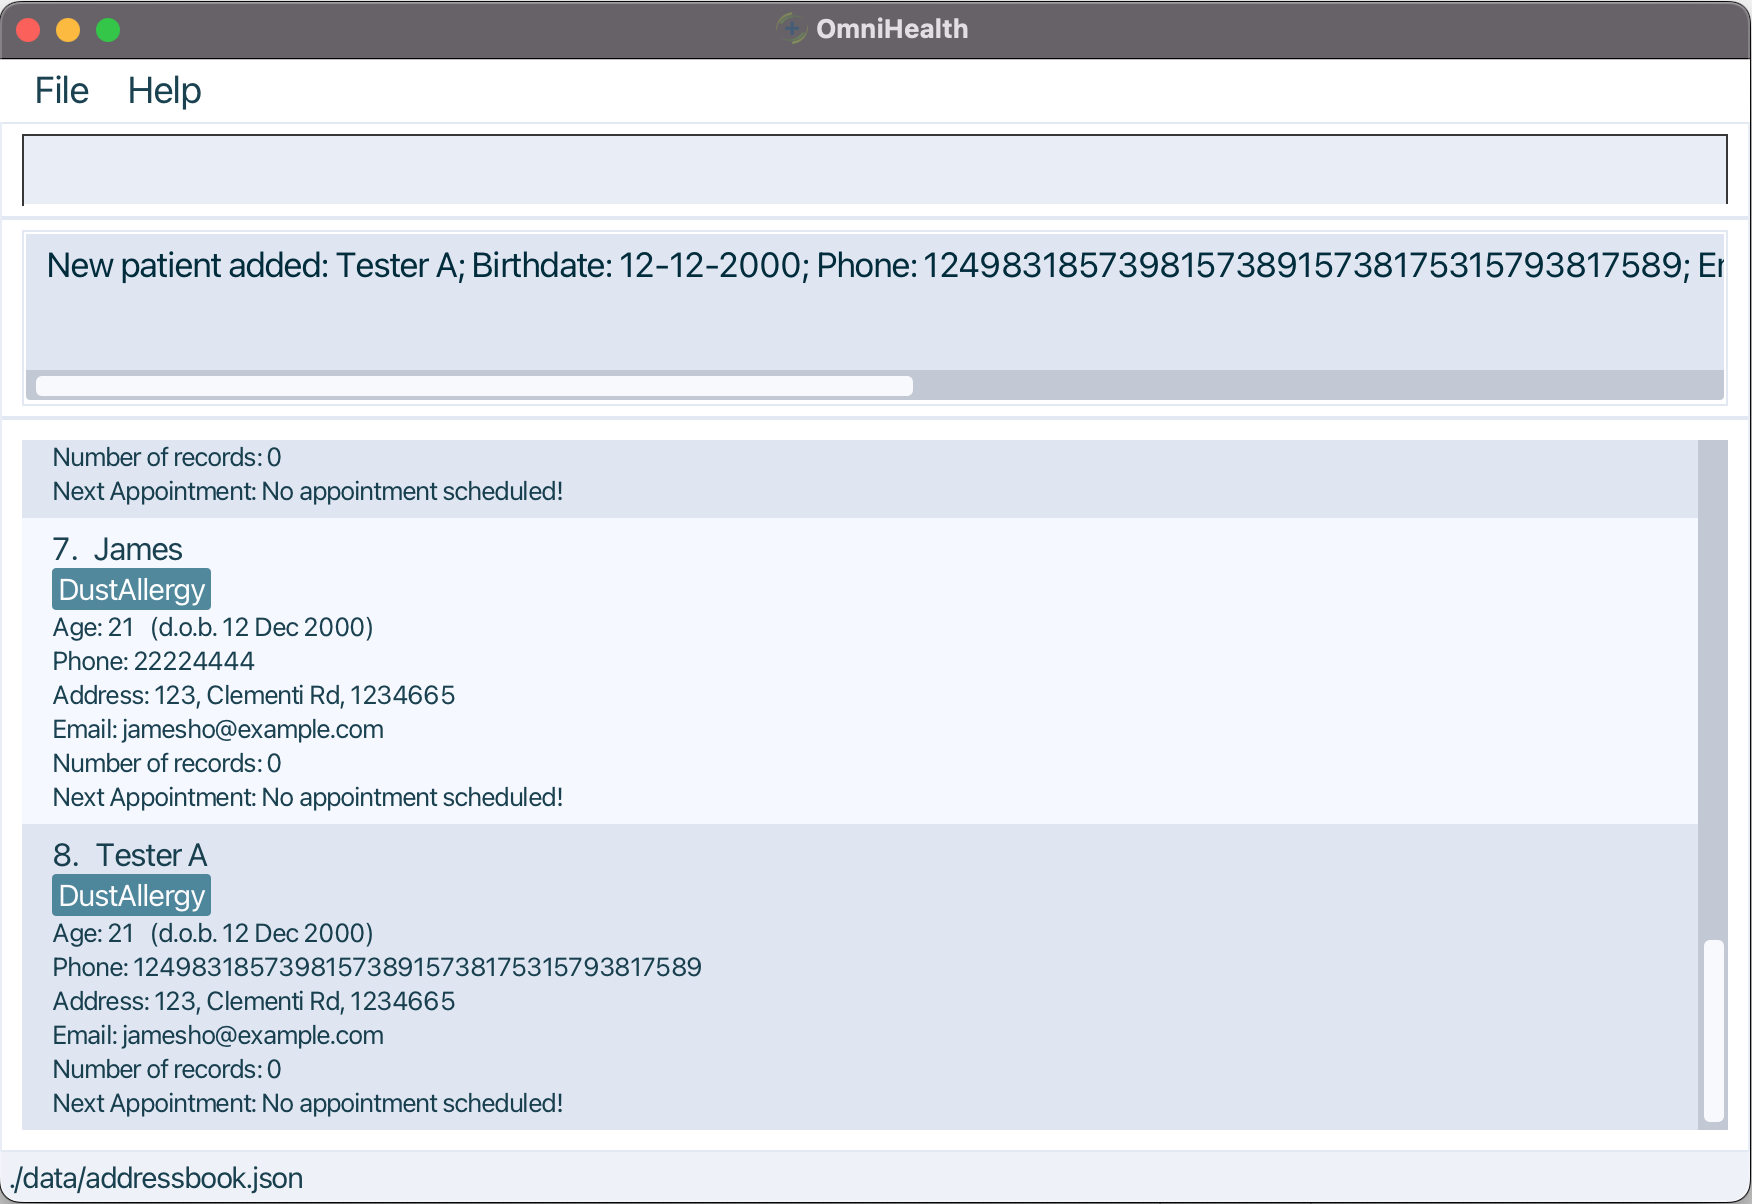 OmniHealth
File Help
New patient added: Tester A; Birthdate: 12-12-2000; Phone: 1249831857398157389157381753157938​17589; Er
Number of records: 0
Next Appointment: No appointment scheduled!
7. James
DustAllergy
Age: 21 (d.o.b. 12 Dec 2000)
Phone: 22224444
Address: 123, Clementi Rd, 1234665
Email: jamesho@example.com
Number of records: 0
Next Appointment: No appointment scheduled!
8. Tester A
DustAllergy
Age: 21 (d.o.b. 12 Dec 2000)
Phone: 124983185739815738915738175315793817589
Address: 123, Clementi Rd, 1234665
Email: jamesho@example.com
Number of records: 0
Next Appointment: No appointment scheduled!
./data/addressbook.json